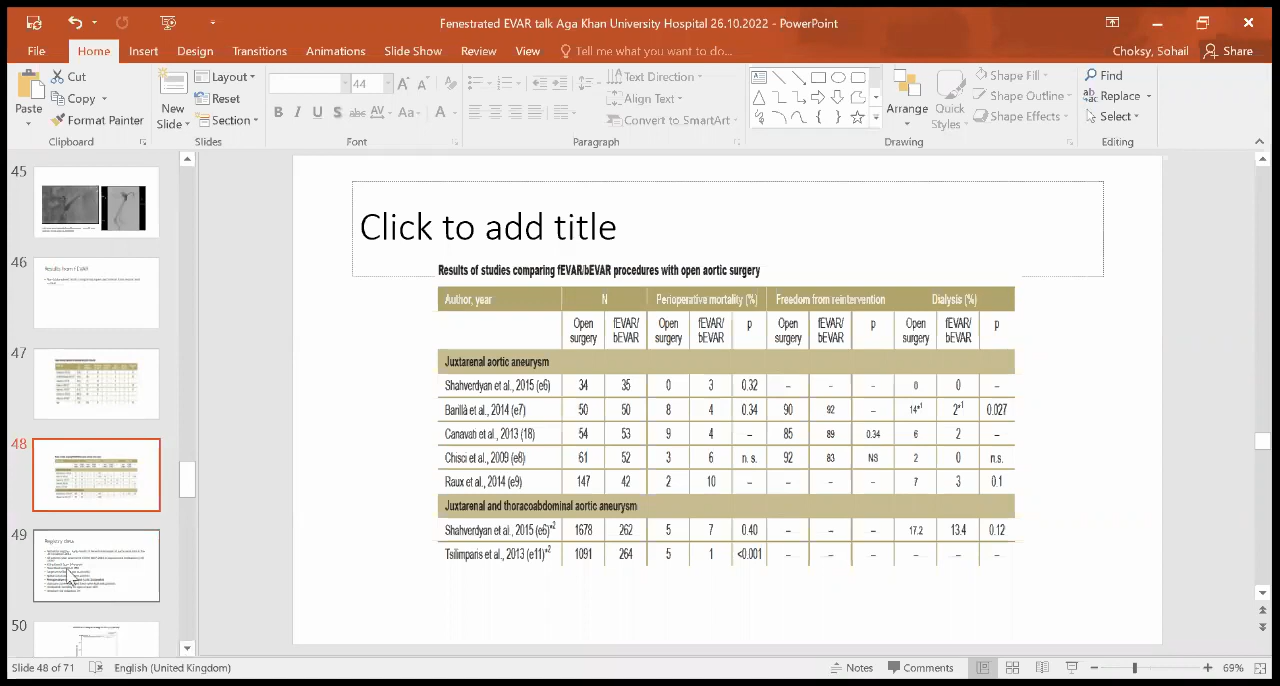 Fenestrated EVAR talk Aga Khan University Hospital 26.10.2022 - PowerPoint
File Home Insert Design Transitions Animations Slide Show Review View Tell me what you want to do... Choksy, Sohail Share
Cut Layout 44 Text Direction Shape Fill Find
Paste Copy New Slide Reset Align Text Arrange Quick Styles Shape Outline Replace
Format Painter Section B I U S abc AV Aa A Convert to SmartArt Shape Effects Select
Clipboard Slides Font Paragraph Drawing Editing
45
46
Results from fEVAR
47
48
49
Registry data
50
Click to add title
Results of studies comparing fEVAR/bEVAR procedures with open aortic surgery
Author, year N Perioperative mortality (%) Freedom from reintervention Dialysis (%)
Open surgery fEVAR/ bEVAR Open surgery fEVAR/ bEVAR p Open surgery fEVAR/ bEVAR p Open surgery fEVAR/ bEVAR p
Juxtarenal aortic aneurysm
Shahverdyan et al., 2015 (e6) 34 35 0 3 0.32 – – – 0 0 –
Barillà et al., 2014 (e7) 50 50 8 4 0.34 90 92 – 14*1 2*1 0.027
Canavati et al., 2013 (18) 54 53 9 4 – 85 89 0.34 6 2 –
Chisci et al., 2009 (e8) 61 52 3 6 n. s. 92 83 NS 2 0 n.s.
Raux et al., 2014 (e9) 147 42 2 10 – – – – 7 3 0.1
Juxtarenal and thoracoabdominal aortic aneurysm
Shahverdyan et al., 2015 (e6)*2 1678 262 5 7 0.40 – – – 17.2 13.4 0.12
Tsilimparis et al., 2013 (e11)*2 1091 264 5 1 <0.001 – – – – – –
Slide 48 of 71 English (United Kingdom) Notes Comments 69%